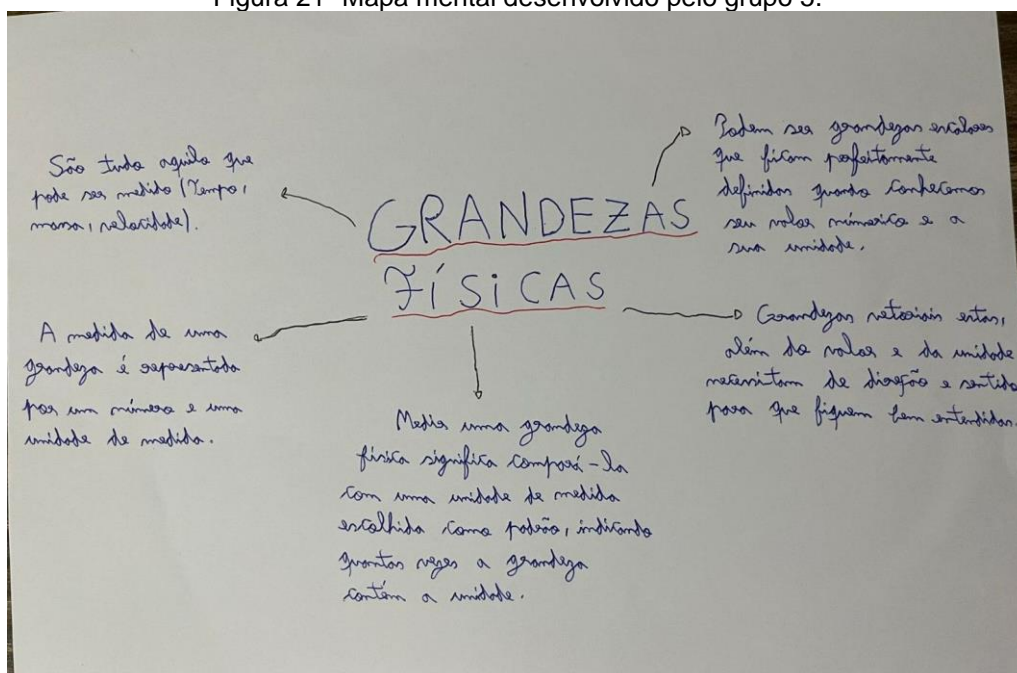 Figura 21- Mapa mental desenvolvido pelo grupo 5.
São tudo aquilo que
pode ser medido (Tempo,
massa, velocidade).
GRANDEZAS
FÍSICAS
Podem ser grandezas escalares
que ficam perfeitamente
definidas quando conhecemos
seu valor númerico e a
sua unidade.
A medida de uma
grandeza é representada
por um número e uma
unidade de medida.
Medir uma grandeza
física significa compará-la
com uma unidade de medida
escolhida como padrão, indicando
quantas vezes a grandeza
contém a unidade.
Grandezas vetoriais estas,
além do valor e da unidade
necessitam de direção e sentido
para que fiquem bem entendidas.